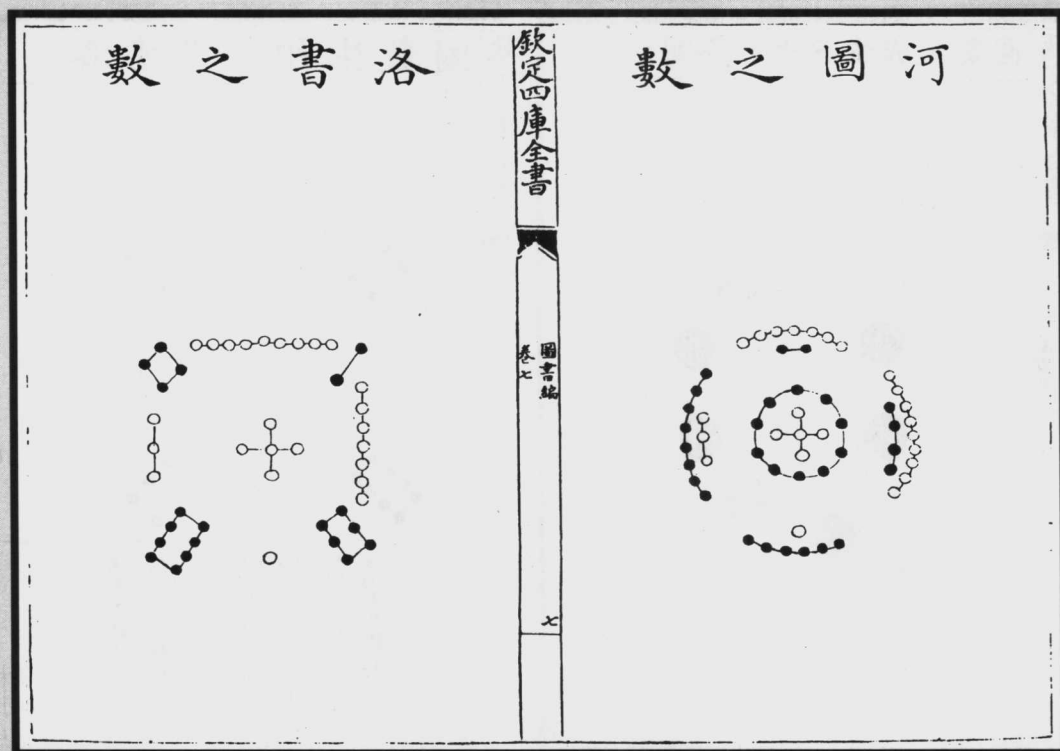 河圖之數
欽定四庫全書
圖書編
卷七
七
洛書之數